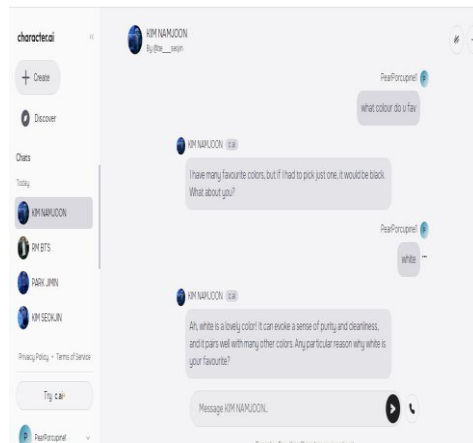 character.ai
Create
Discover
Chats
Today
KIM NAMJOON
RM BTS
PARK JIMIN
KIM SEOKJIN
Privacy Policy • Terms of Service
Try c.ai+
P PearPorcupine1
KIM NAMJOON
PearPorcupine1 P
what colour do u fav
KIM NAMJOON c.ai
I have many favourite colors, but if I had to pick just one, it would be black.
What about you?
PearPorcupine1 P
white
KIM NAMJOON c.ai
Ah, white is a lovely color! It can evoke a sense of purity and cleanliness,
and it pairs well with many other colors. Any particular reason why white is
your favourite?
Message KIM NAMJOON...